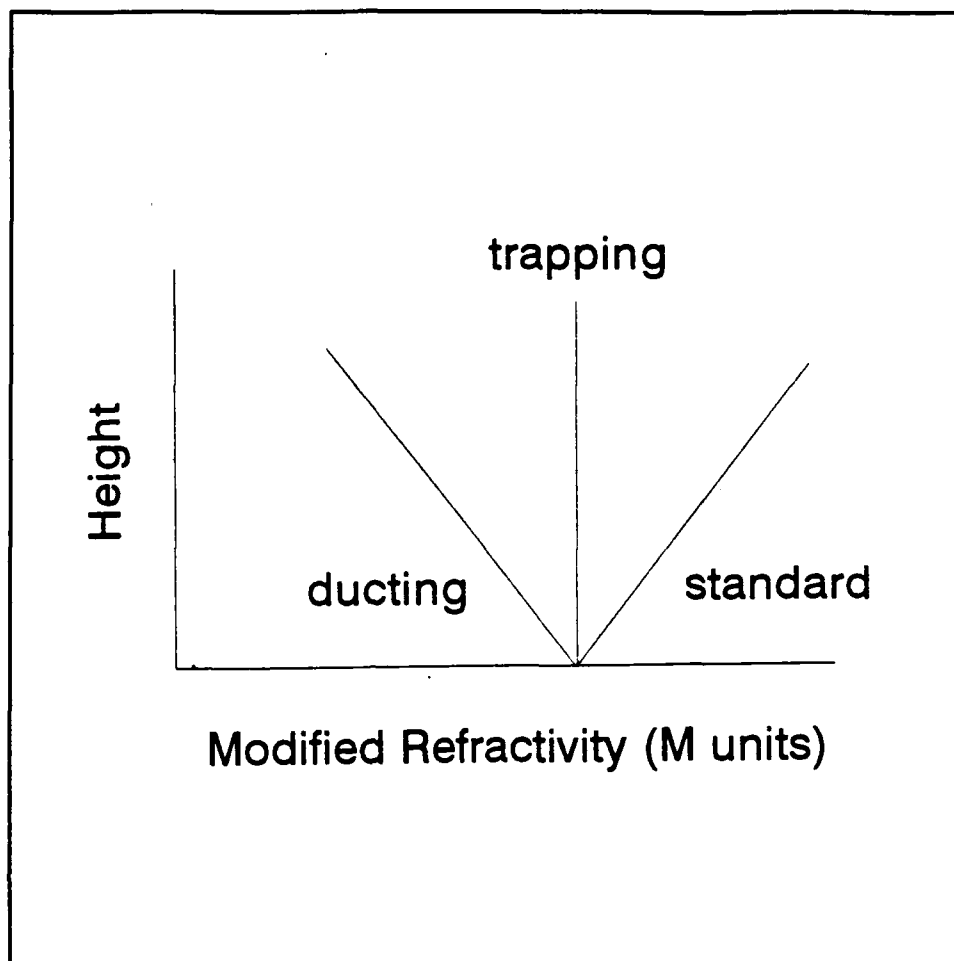 trapping
Height
ducting
standard
Modified Refractivity (M units)